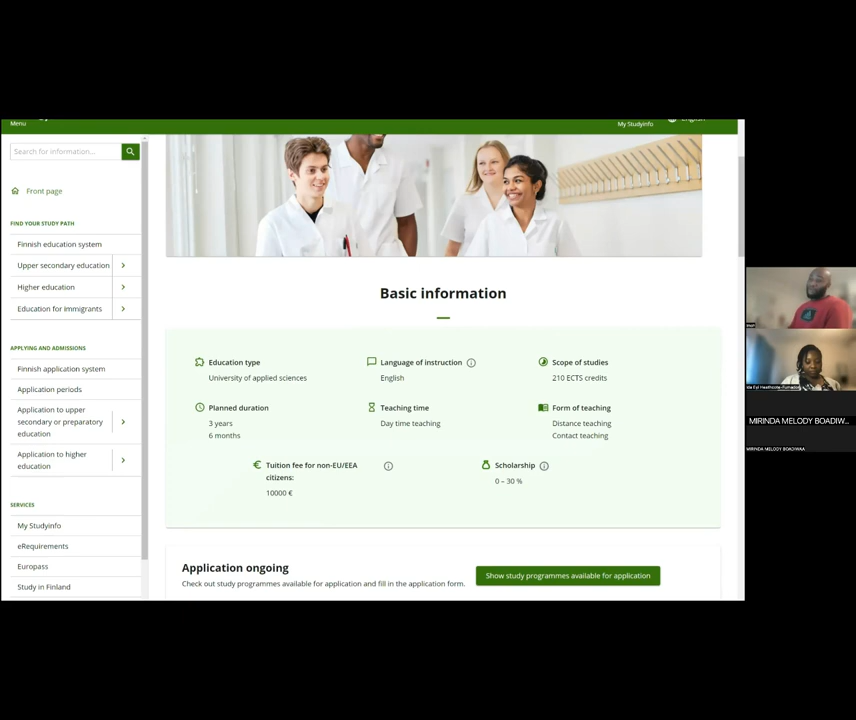 Menu
My Studyinfo
English
Search for information...
Front page
FIND YOUR STUDY PATH
Finnish education system
Upper secondary education
Higher education
Education for immigrants
APPLYING AND ADMISSIONS
Finnish application system
Application periods
Application to upper
secondary or preparatory
education
Application to higher
education
SERVICES
My Studyinfo
eRequirements
Europass
Study in Finland
Basic information
Education type
University of applied sciences
Language of instruction
English
Scope of studies
210 ECTS credits
Planned duration
3 years
6 months
Teaching time
Day time teaching
Form of teaching
Distance teaching
Contact teaching
Tuition fee for non-EU/EEA
citizens:
10000 €
Scholarship
0 – 30 %
Application ongoing
Check out study programmes available for application and fill in the application form.
Show study programmes available for application
MIRINDA MELODY BOADIW...
MIRINDA MELODY BOADIWAA